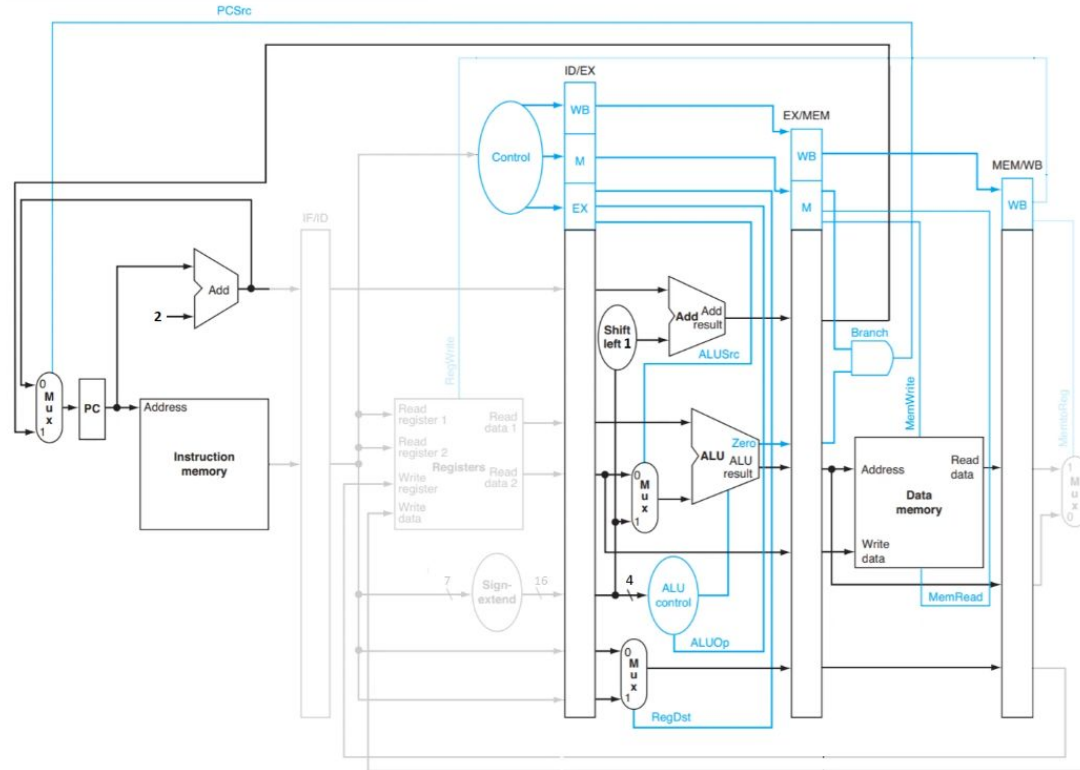 PCSrc
ID/EX
WB
M
EX
Control
EX/MEM
WB
M
MEM/WB
WB
IF/ID
Add
2
Shift
left 1
Add Add
result
ALUSrc
Branch
RegWrite
MemWrite
MemtoReg
0
Mux
1
PC
Address
Instruction
memory
Read
register 1
Read
register 2
Write
register
Write
data
Registers
Read
data 1
Read
data 2
0
Mux
1
Zero
ALU
ALU
result
Address
Read
data
Data
memory
Write
data
1
Mux
0
7
Sign-
extend
16
4
ALU
control
MemRead
ALUOp
0
Mux
1
RegDst